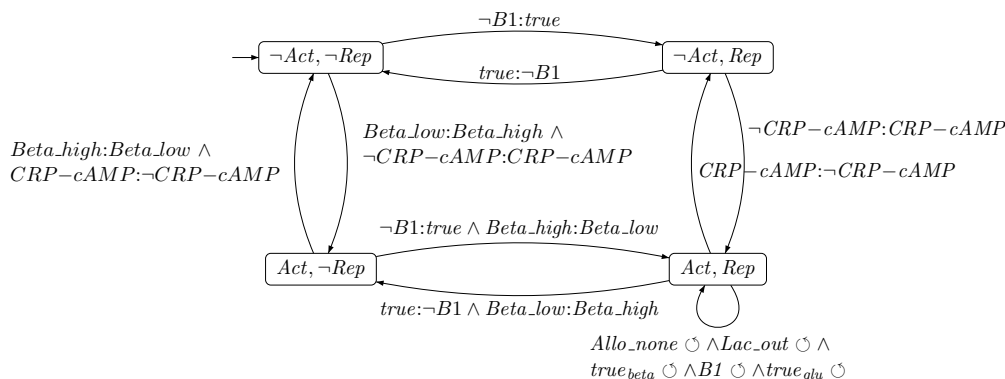 ¬B1:true
¬Act, ¬Rep
¬Act, Rep
true:¬B1
Beta_low:Beta_high ∧
¬CRP−cAMP:CRP−cAMP
¬CRP−cAMP:CRP−cAMP
Beta_high:Beta_low ∧
CRP−cAMP:¬CRP−cAMP
CRP−cAMP:¬CRP−cAMP
¬B1:true ∧ Beta_high:Beta_low
Act, ¬Rep
Act, Rep
true:¬B1 ∧ Beta_low:Beta_high
Allo_none ↺ ∧Lac_out ↺ ∧
true_beta ↺ ∧B1 ↺ ∧true_glu ↺